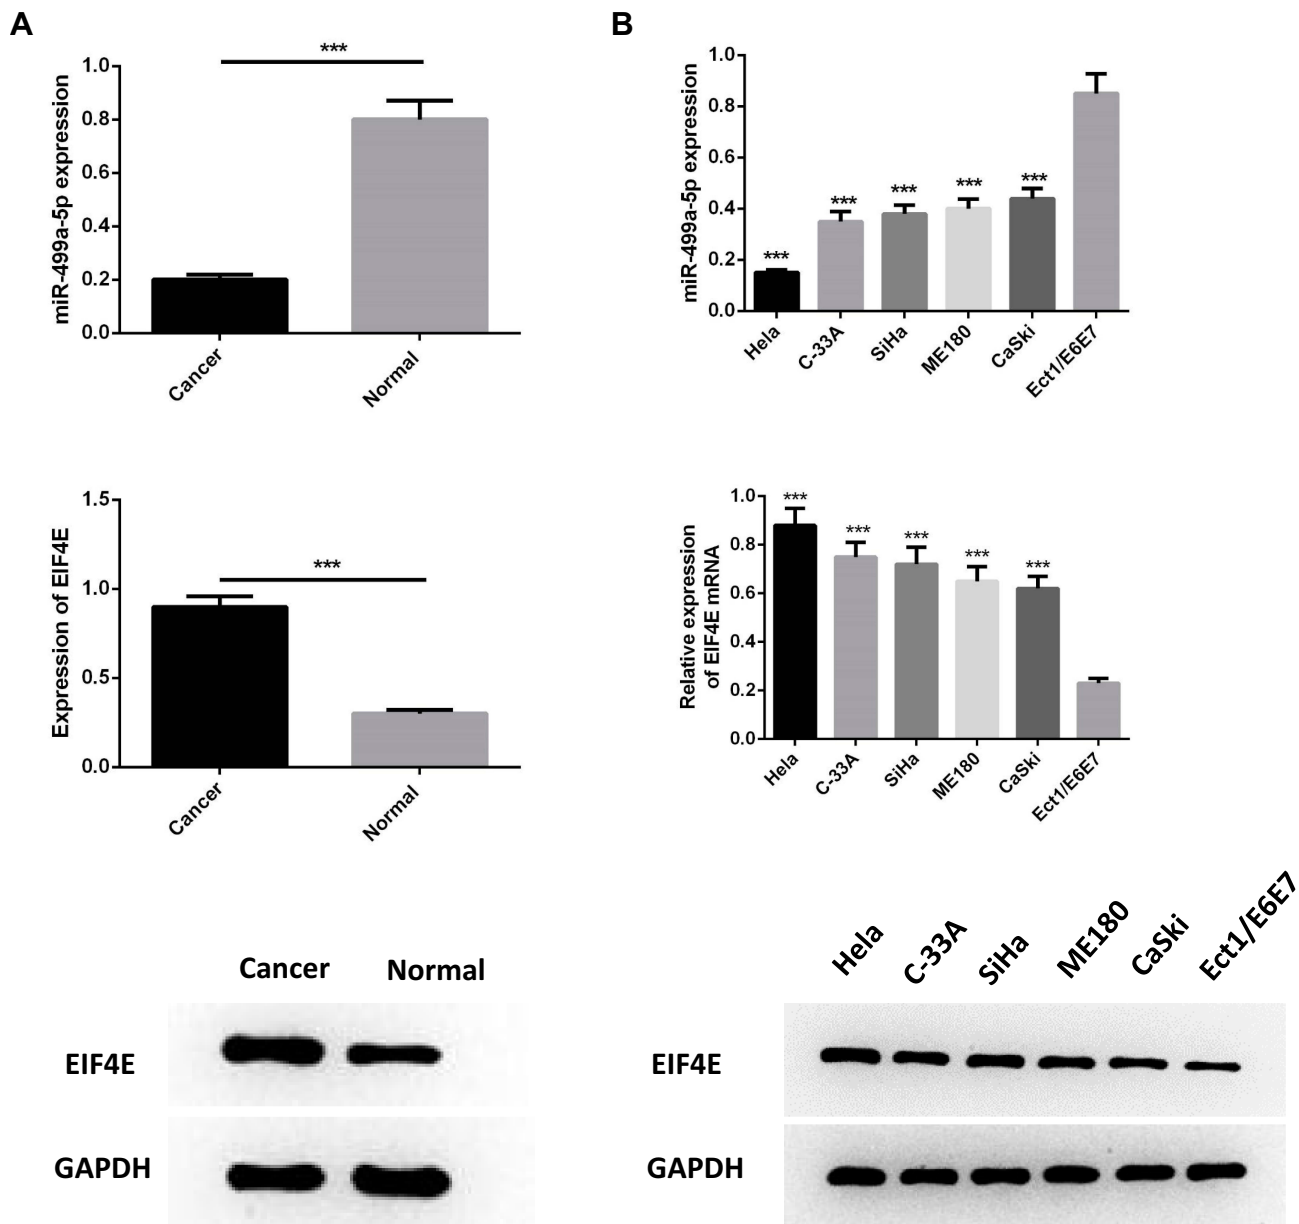 A
miR-499a-5p expression
1.0
0.8
0.6
0.4
0.2
0.0
***
Cancer
Normal
Expression of EIF4E
1.5
1.0
0.5
0.0
***
Cancer
Normal
Cancer
Normal
EIF4E
GAPDH
B
miR-499a-5p expression
1.0
0.8
0.6
0.4
0.2
0.0
***
***
***
***
***
Hela
C-33A
SiHa
ME180
CaSki
Ect1/E6E7
Relative expression
of EIF4E mRNA
1.0
0.8
0.6
0.4
0.2
0.0
***
***
***
***
***
Hela
C-33A
SiHa
ME180
CaSki
Ect1/E6E7
Hela
C-33A
SiHa
ME180
CaSki
Ect1/E6E7
EIF4E
GAPDH